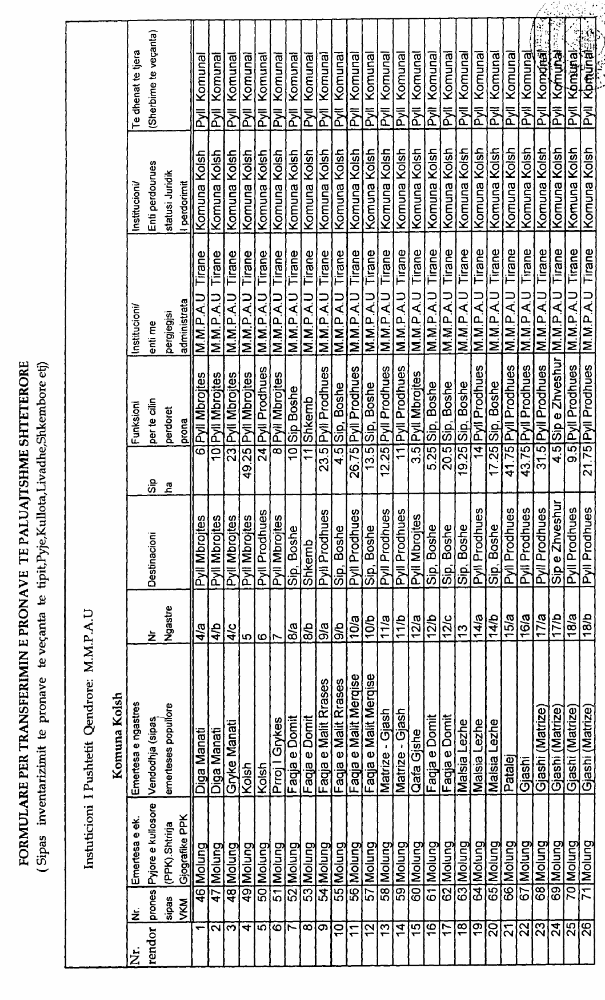 FORMULARE PER TRANSFERIMIN E PRONAVE TE PALUAJTSHME SHTETERORE
( Sipas inventarizimit te pronave te veçanta te tipit,Pyje,Kullota,Livadhe,Shkembore etj)
Instuticioni I Pushtetit Qendrore: M.M.P.A.U
Komuna Kolsh
Nr. Nr. Emertesa e ek. Emertesa e ngastres Nr Destinacioni Sip Funksioni Institucioni/ Institucioni/ Te dhenat te tjera
rendor prones Pyjore e kullosore Vendodhja (sipas Ngastre ha per te cilin enti me Enti perdourues (Sherbime te veçanta)
sipas (PPK).Shtrirja emerteses popullore perdoret pergjegjsi statusi Juridik
VKM Gjografike PPK prona administrata I perdorimit
1 46 Molung Diga Manati 4/a Pyll Mbrojtes 6 Pyll Mbrojtes M.M.P.A.U Tirane Komuna Kolsh Pyll Komunal
2 47 Molung Diga Manati 4/b Pyll Mbrojtes 10 Pyll Mbrojtes M.M.P.A.U Tirane Komuna Kolsh Pyll Komunal
3 48 Molung Gryke Manati 4/c Pyll Mbrojtes 23 Pyll Mbrojtes M.M.P.A.U Tirane Komuna Kolsh Pyll Komunal
4 49 Molung Kolsh 5 Pyll Mbrojtes 49.25 Pyll Mbrojtes M.M.P.A.U Tirane Komuna Kolsh Pyll Komunal
5 50 Molung Kolsh 6 Pyll Prodhues 24 Pyll Prodhues M.M.P.A.U Tirane Komuna Kolsh Pyll Komunal
6 51 Molung Prroj I Grykes 7 Pyll Mbrojtes 8 Pyll Mbrojtes M.M.P.A.U Tirane Komuna Kolsh Pyll Komunal
7 52 Molung Faqja e Domit 8/a Sip, Boshe 10 Sip Boshe M.M.P.A.U Tirane Komuna Kolsh Pyll Komunal
8 53 Molung Faqja e Domit 8/b Shkemb 11 Shkemb M.M.P.A.U Tirane Komuna Kolsh Pyll Komunal
9 54 Molung Faqja e Malit Rrases 9/a Pyll Prodhues 23.5 Pyll Prodhues M.M.P.A.U Tirane Komuna Kolsh Pyll Komunal
10 55 Molung Faqja e Malit Rrases 9/b Sip, Boshe 4.5 Sip, Boshe M.M.P.A.U Tirane Komuna Kolsh Pyll Komunal
11 56 Molung Faqja e Malit Merqise 10/a Pyll Prodhues 26.75 Pyll Prodhues M.M.P.A.U Tirane Komuna Kolsh Pyll Komunal
12 57 Molung Faqja e Malit Merqise 10/b Sip, Boshe 13.5 Sip, Boshe M.M.P.A.U Tirane Komuna Kolsh Pyll Komunal
13 58 Molung Matrize - Gjash 11/a Pyll Prodhues 12.25 Pyll Prodhues M.M.P.A.U Tirane Komuna Kolsh Pyll Komunal
14 59 Molung Matrize - Gjash 11/b Pyll Prodhues 11 Pyll Prodhues M.M.P.A.U Tirane Komuna Kolsh Pyll Komunal
15 60 Molung Qafa Gjshe 12/a Pyll Mbrojtes 3.5 Pyll Mbrojtes M.M.P.A.U Tirane Komuna Kolsh Pyll Komunal
16 61 Molung Faqja e Domit 12/b Sip, Boshe 5.25 Sip, Boshe M.M.P.A.U Tirane Komuna Kolsh Pyll Komunal
17 62 Molung Faqja e Domit 12/c Sip, Boshe 20.5 Sip, Boshe M.M.P.A.U Tirane Komuna Kolsh Pyll Komunal
18 63 Molung Malsia Lezhe 13 Sip, Boshe 19.25 Sip, Boshe M.M.P.A.U Tirane Komuna Kolsh Pyll Komunal
19 64 Molung Malsia Lezhe 14/a Pyll Prodhues 14 Pyll Prodhues M.M.P.A.U Tirane Komuna Kolsh Pyll Komunal
20 65 Molung Malsia Lezhe 14/b Sip, Boshe 17.25 Sip, Boshe M.M.P.A.U Tirane Komuna Kolsh Pyll Komunal
21 66 Molung Patalej 15/a Pyll Prodhues 41.75 Pyll Prodhues M.M.P.A.U Tirane Komuna Kolsh Pyll Komunal
22 67 Molung Gjashi 16/a Pyll Prodhues 43.75 Pyll Prodhues M.M.P.A.U Tirane Komuna Kolsh Pyll Komunal
23 68 Molung Gjashi (Matrize) 17/a Pyll Prodhues 31.5 Pyll Prodhues M.M.P.A.U Tirane Komuna Kolsh Pyll Komunal
24 69 Molung Gjashi (Matrize) 17/b Sip e Zhveshur 4.5 Sip e Zhveshur M.M.P.A.U Tirane Komuna Kolsh Pyll Komunal
25 70 Molung Gjashi (Matrize) 18/a Pyll Prodhues 9.5 Pyll Prodhues M.M.P.A.U Tirane Komuna Kolsh Pyll Komunal
26 71 Molung Gjashi (Matrize) 18/b Pyll Prodhues 21.75 Pyll Prodhues M.M.P.A.U Tirane Komuna Kolsh Pyll Komunal